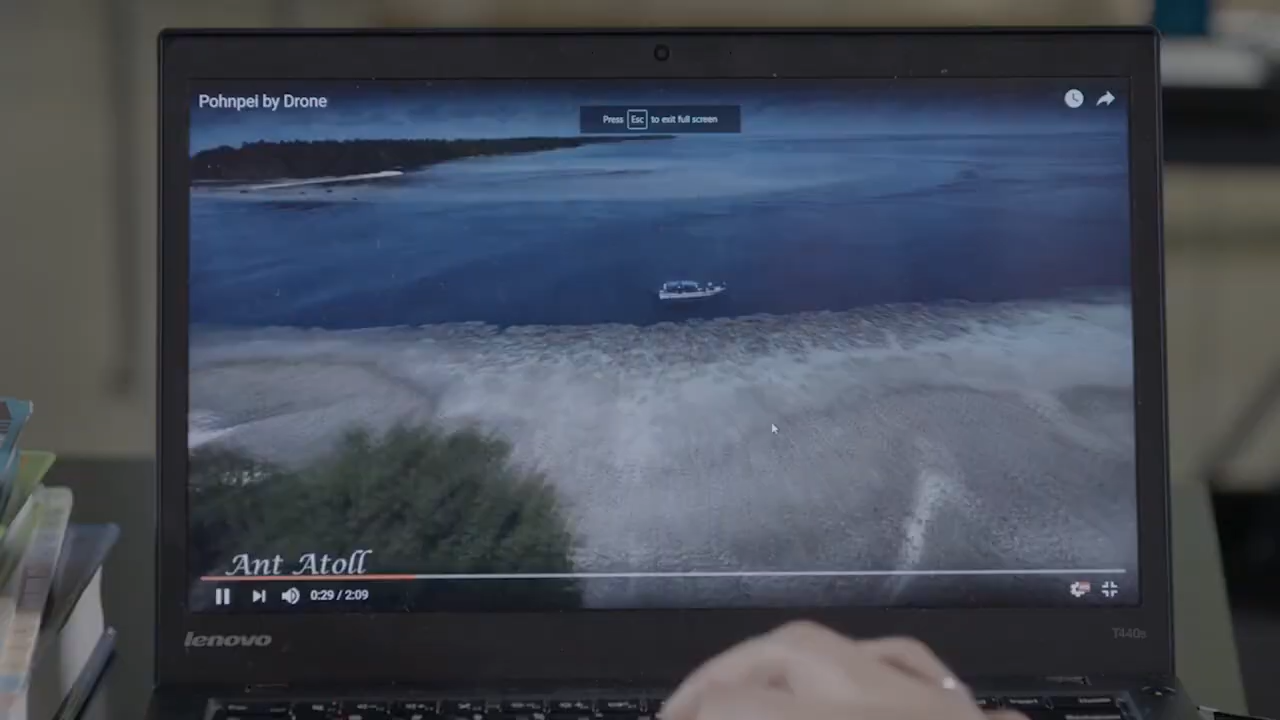 Pohnpei by Drone
Press Esc to exit full screen
Ant Atoll
0:29 / 2:09
lenovo
T440s